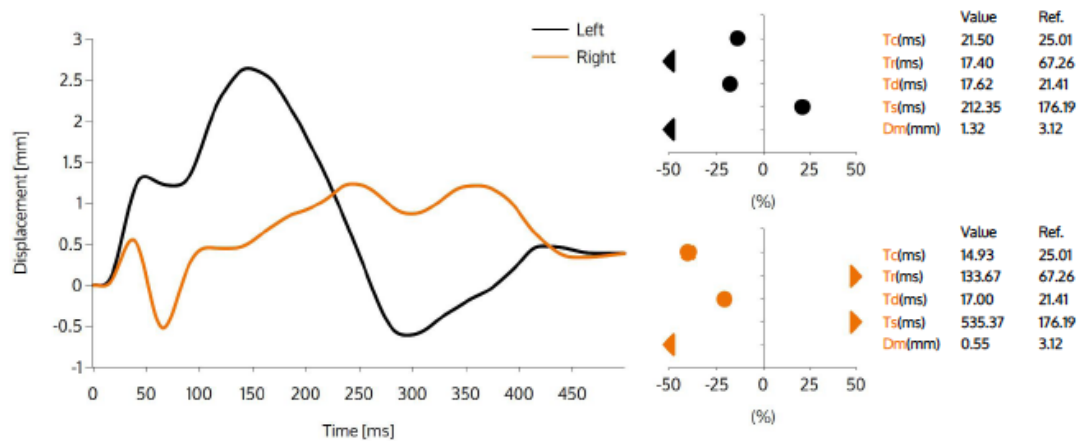 Displacement [mm]
3
2.5
2
1.5
1
0.5
0
-0.5
-1
0 50 100 150 200 250 300 350 400 450
Time [ms]
Left
Right
-50 -25 0 25 50
(%)
Value Ref.
Tc(ms) 21.50 25.01
Tr(ms) 17.40 67.26
Td(ms) 17.62 21.41
Ts(ms) 212.35 176.19
Dm(mm) 1.32 3.12
-50 -25 0 25 50
(%)
Value Ref.
Tc(ms) 14.93 25.01
Tr(ms) 133.67 67.26
Td(ms) 17.00 21.41
Ts(ms) 535.37 176.19
Dm(mm) 0.55 3.12